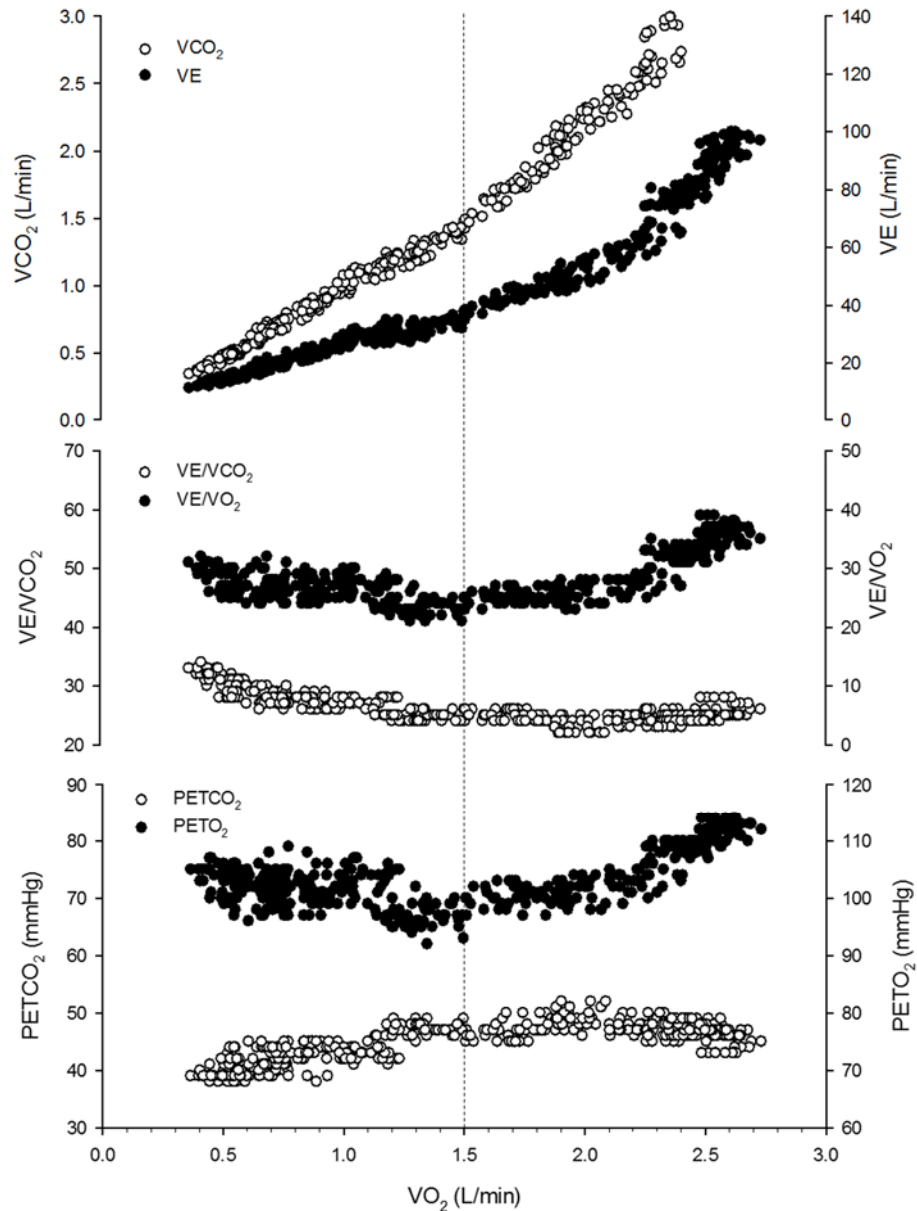 VCO₂
VE
3.0
2.5
2.0
1.5
1.0
0.5
0.0
VCO₂ (L/min)
140
120
100
80
60
40
20
0
VE (L/min)
VE/VCO₂
VE/VO₂
70
60
50
40
30
20
VE/VCO₂
50
40
30
20
10
0
VE/VO₂
PETCO₂
PETO₂
90
80
70
60
50
40
30
PETCO₂ (mmHg)
120
110
100
90
80
70
60
PETO₂ (mmHg)
0.0 0.5 1.0 1.5 2.0 2.5 3.0
VO₂ (L/min)